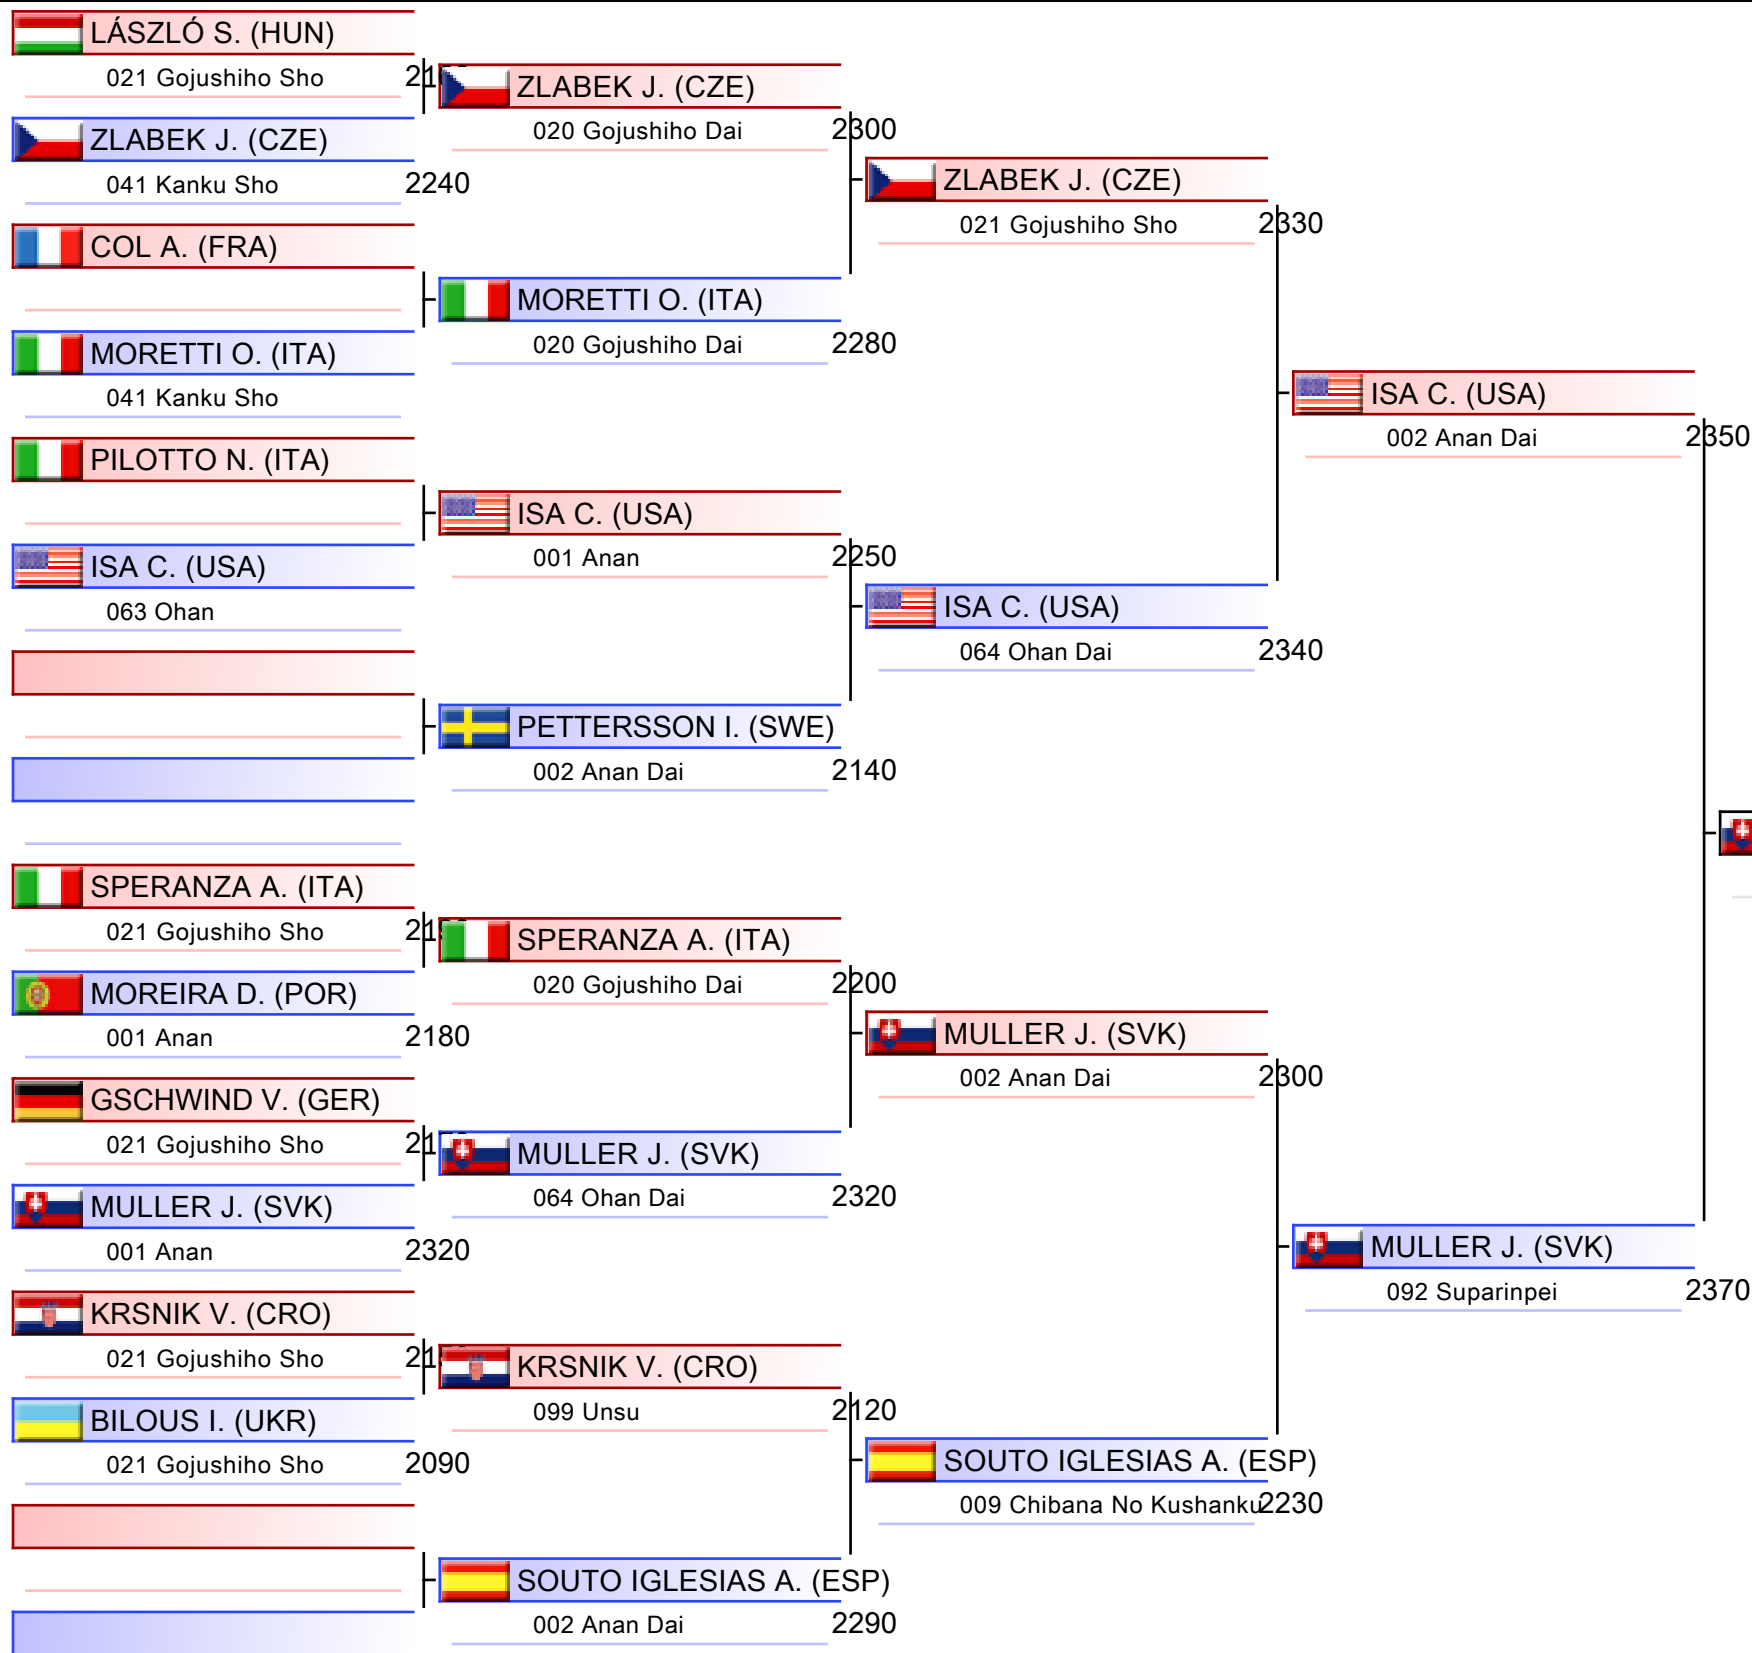 LÁSZLÓ S. (HUN)
021 Gojushiho Sho
ZLABEK J. (CZE)
041 Kanku Sho 2240
COL A. (FRA)
MORETTI O. (ITA)
041 Kanku Sho
PILOTTO N. (ITA)
ISA C. (USA)
063 Ohan
SPERANZA A. (ITA)
021 Gojushiho Sho
MOREIRA D. (POR)
001 Anan 2180
GSCHWIND V. (GER)
021 Gojushiho Sho
MULLER J. (SVK)
001 Anan 2320
KRSNIK V. (CRO)
021 Gojushiho Sho
BILOUS I. (UKR)
021 Gojushiho Sho 2090
ZLABEK J. (CZE)
020 Gojushiho Dai 2300
MORETTI O. (ITA)
020 Gojushiho Dai 2280
ISA C. (USA)
001 Anan 2250
PETTERSSON I. (SWE)
002 Anan Dai 2140
SPERANZA A. (ITA)
020 Gojushiho Dai 2200
MULLER J. (SVK)
064 Ohan Dai 2320
KRSNIK V. (CRO)
099 Unsu 2120
SOUTO IGLESIAS A. (ESP)
002 Anan Dai 2290
ZLABEK J. (CZE)
021 Gojushiho Sho 2330
ISA C. (USA)
064 Ohan Dai 2340
MULLER J. (SVK)
002 Anan Dai 2300
SOUTO IGLESIAS A. (ESP)
009 Chibana No Kushanku 2230
ISA C. (USA)
002 Anan Dai 2350
MULLER J. (SVK)
092 Suparinpei 2370